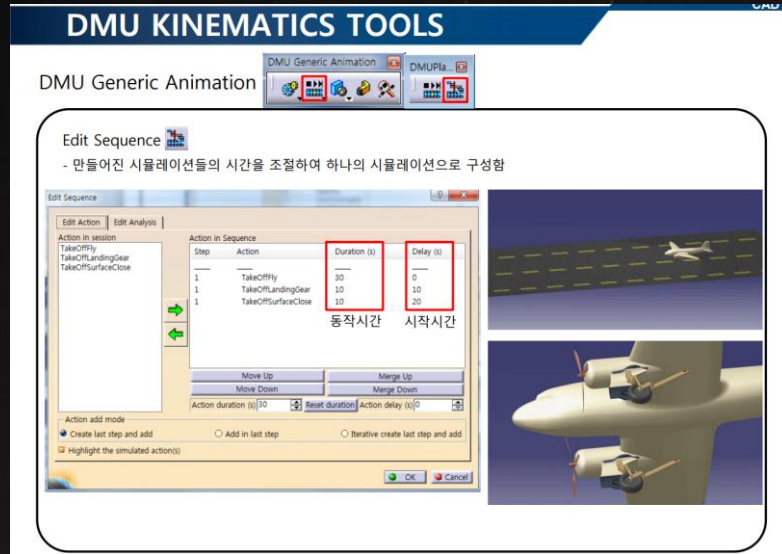 CAD
DMU KINEMATICS TOOLS
DMU Generic Animation
DMU Generic Animation
DMUPla...
Edit Sequence
- 만들어진 시뮬레이션들의 시간을 조절하여 하나의 시뮬레이션으로 구성함
Edit Sequence
Edit Action Edit Analysis
Action in session
TakeOffFly
TakeOffLandingGear
TakeOffSurfaceClose
Action in Sequence
Step Action Duration (s) Delay (s)
1 TakeOffFly 30 0
1 TakeOffLandingGear 10 10
1 TakeOffSurfaceClose 10 20
동작시간 시작시간
Move Up Merge Up
Move Down Merge Down
Action duration (s) 30 Reset duration Action delay (s) 0
Action add mode
Create last step and add Add in last step Iterative create last step and add
Highlight the simulated action(s)
OK Cancel